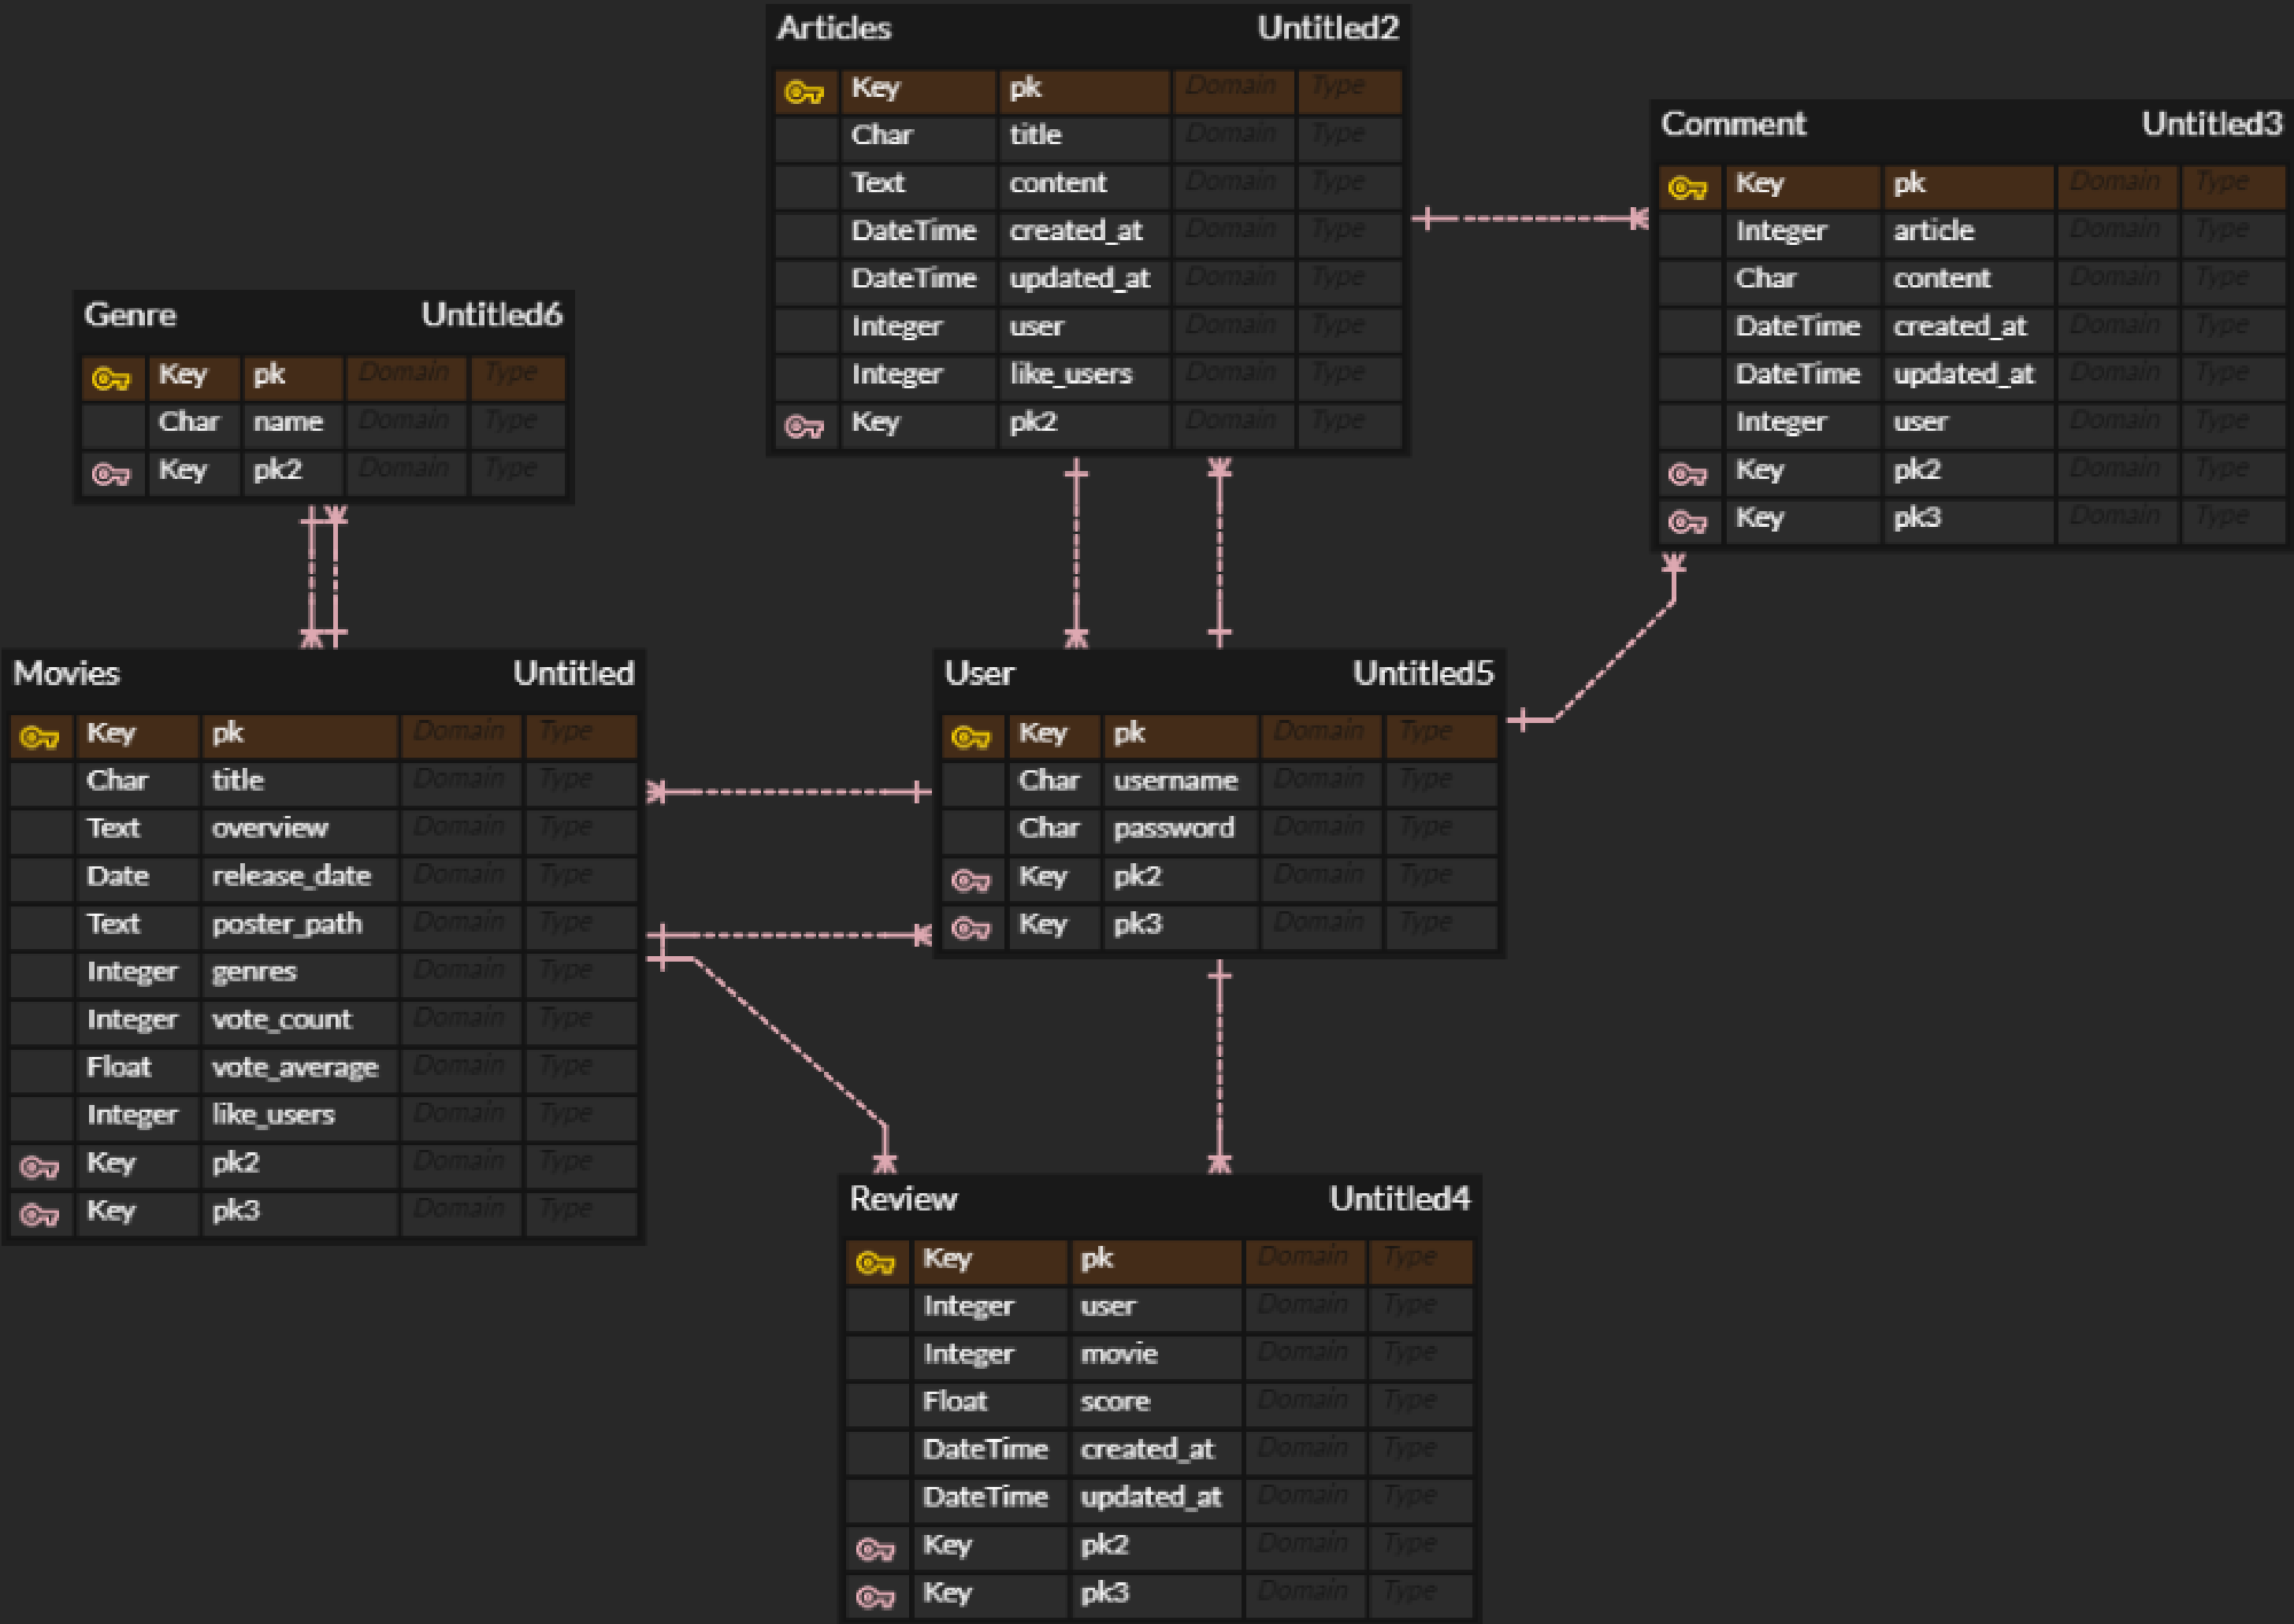 Articles Untitled2
Key pk Domain Type
Char title Domain Type
Text content Domain Type
DateTime created_at Domain Type
DateTime updated_at Domain Type
Integer user Domain Type
Integer like_users Domain Type
Key pk2 Domain Type
Comment Untitled3
Key pk Domain Type
Integer article Domain Type
Char content Domain Type
DateTime created_at Domain Type
DateTime updated_at Domain Type
Integer user Domain Type
Key pk2 Domain Type
Key pk3 Domain Type
Genre Untitled6
Key pk Domain Type
Char name Domain Type
Key pk2 Domain Type
Movies Untitled
Key pk Domain Type
Char title Domain Type
Text overview Domain Type
Date release_date Domain Type
Text poster_path Domain Type
Integer genres Domain Type
Integer vote_count Domain Type
Float vote_average Domain Type
Integer like_users Domain Type
Key pk2 Domain Type
Key pk3 Domain Type
User Untitled5
Key pk Domain Type
Char username Domain Type
Char password Domain Type
Key pk2 Domain Type
Key pk3 Domain Type
Review Untitled4
Key pk Domain Type
Integer user Domain Type
Integer movie Domain Type
Float score Domain Type
DateTime created_at Domain Type
DateTime updated_at Domain Type
Key pk2 Domain Type
Key pk3 Domain Type